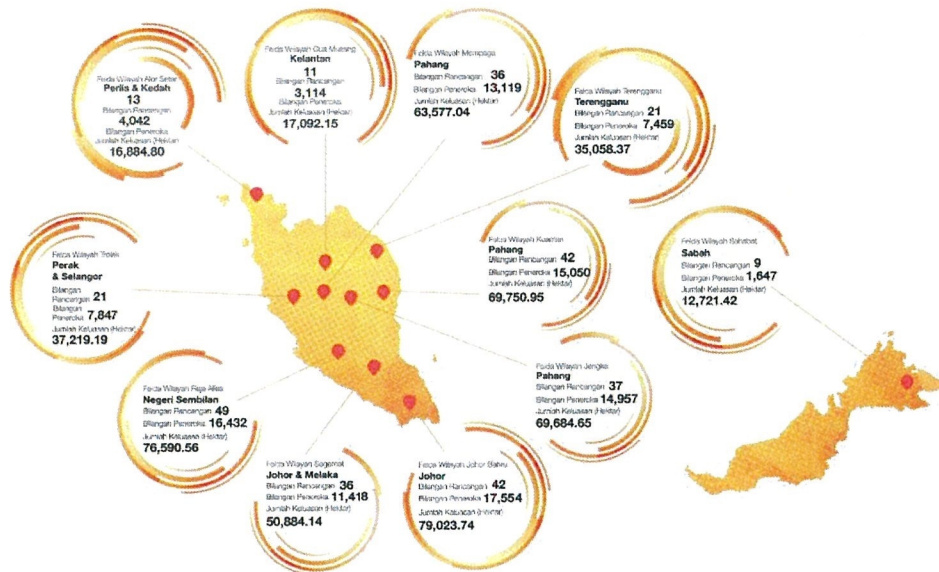 Felda Wilayah Alor Setar
Perlis & Kedah
13
Bilangan Rancangan
4,042
Bilangan Peneroka
Jumlah Keluasan (Hektar)
16,884.80
Felda Wilayah Gua Musang
Kelantan
11
Bilangan Rancangan
3,114
Bilangan Peneroka
Jumlah Keluasan (Hektar)
17,092.15
Felda Wilayah Mempaga
Pahang
Bilangan Rancangan 36
Bilangan Peneroka 13,119
Jumlah Keluasan (Hektar)
63,577.04
Felda Wilayah Terengganu
Terengganu
Bilangan Rancangan 21
Bilangan Peneroka 7,459
Jumlah Keluasan (Hektar)
35,058.37
Felda Wilayah Trolak
Perak
& Selangor
Bilangan
Rancangan 21
Bilangan
Peneroka 7,847
Jumlah Keluasan (Hektar)
37,219.19
Felda Wilayah Kuantan
Pahang
Bilangan Rancangan 42
Bilangan Peneroka 15,050
Jumlah Keluasan (Hektar)
69,750.95
Felda Wilayah Sahabat
Sabah
Bilangan Rancangan 9
Bilangan Peneroka 1,647
Jumlah Keluasan (Hektar)
12,721.42
Felda Wilayah Raja Alias
Negeri Sembilan
Bilangan Rancangan 49
Bilangan Peneroka 16,432
Jumlah Keluasan (Hektar)
76,590.56
Felda Wilayah Jengka
Pahang
Bilangan Rancangan 37
Bilangan Peneroka 14,957
Jumlah Keluasan (Hektar)
69,684.65
Felda Wilayah Segamat
Johor & Melaka
Bilangan Rancangan 36
Bilangan Peneroka 11,418
Jumlah Keluasan (Hektar)
50,884.14
Felda Wilayah Johor Bahru
Johor
Bilangan Rancangan 42
Bilangan Peneroka 17,554
Jumlah Keluasan (Hektar)
79,023.74